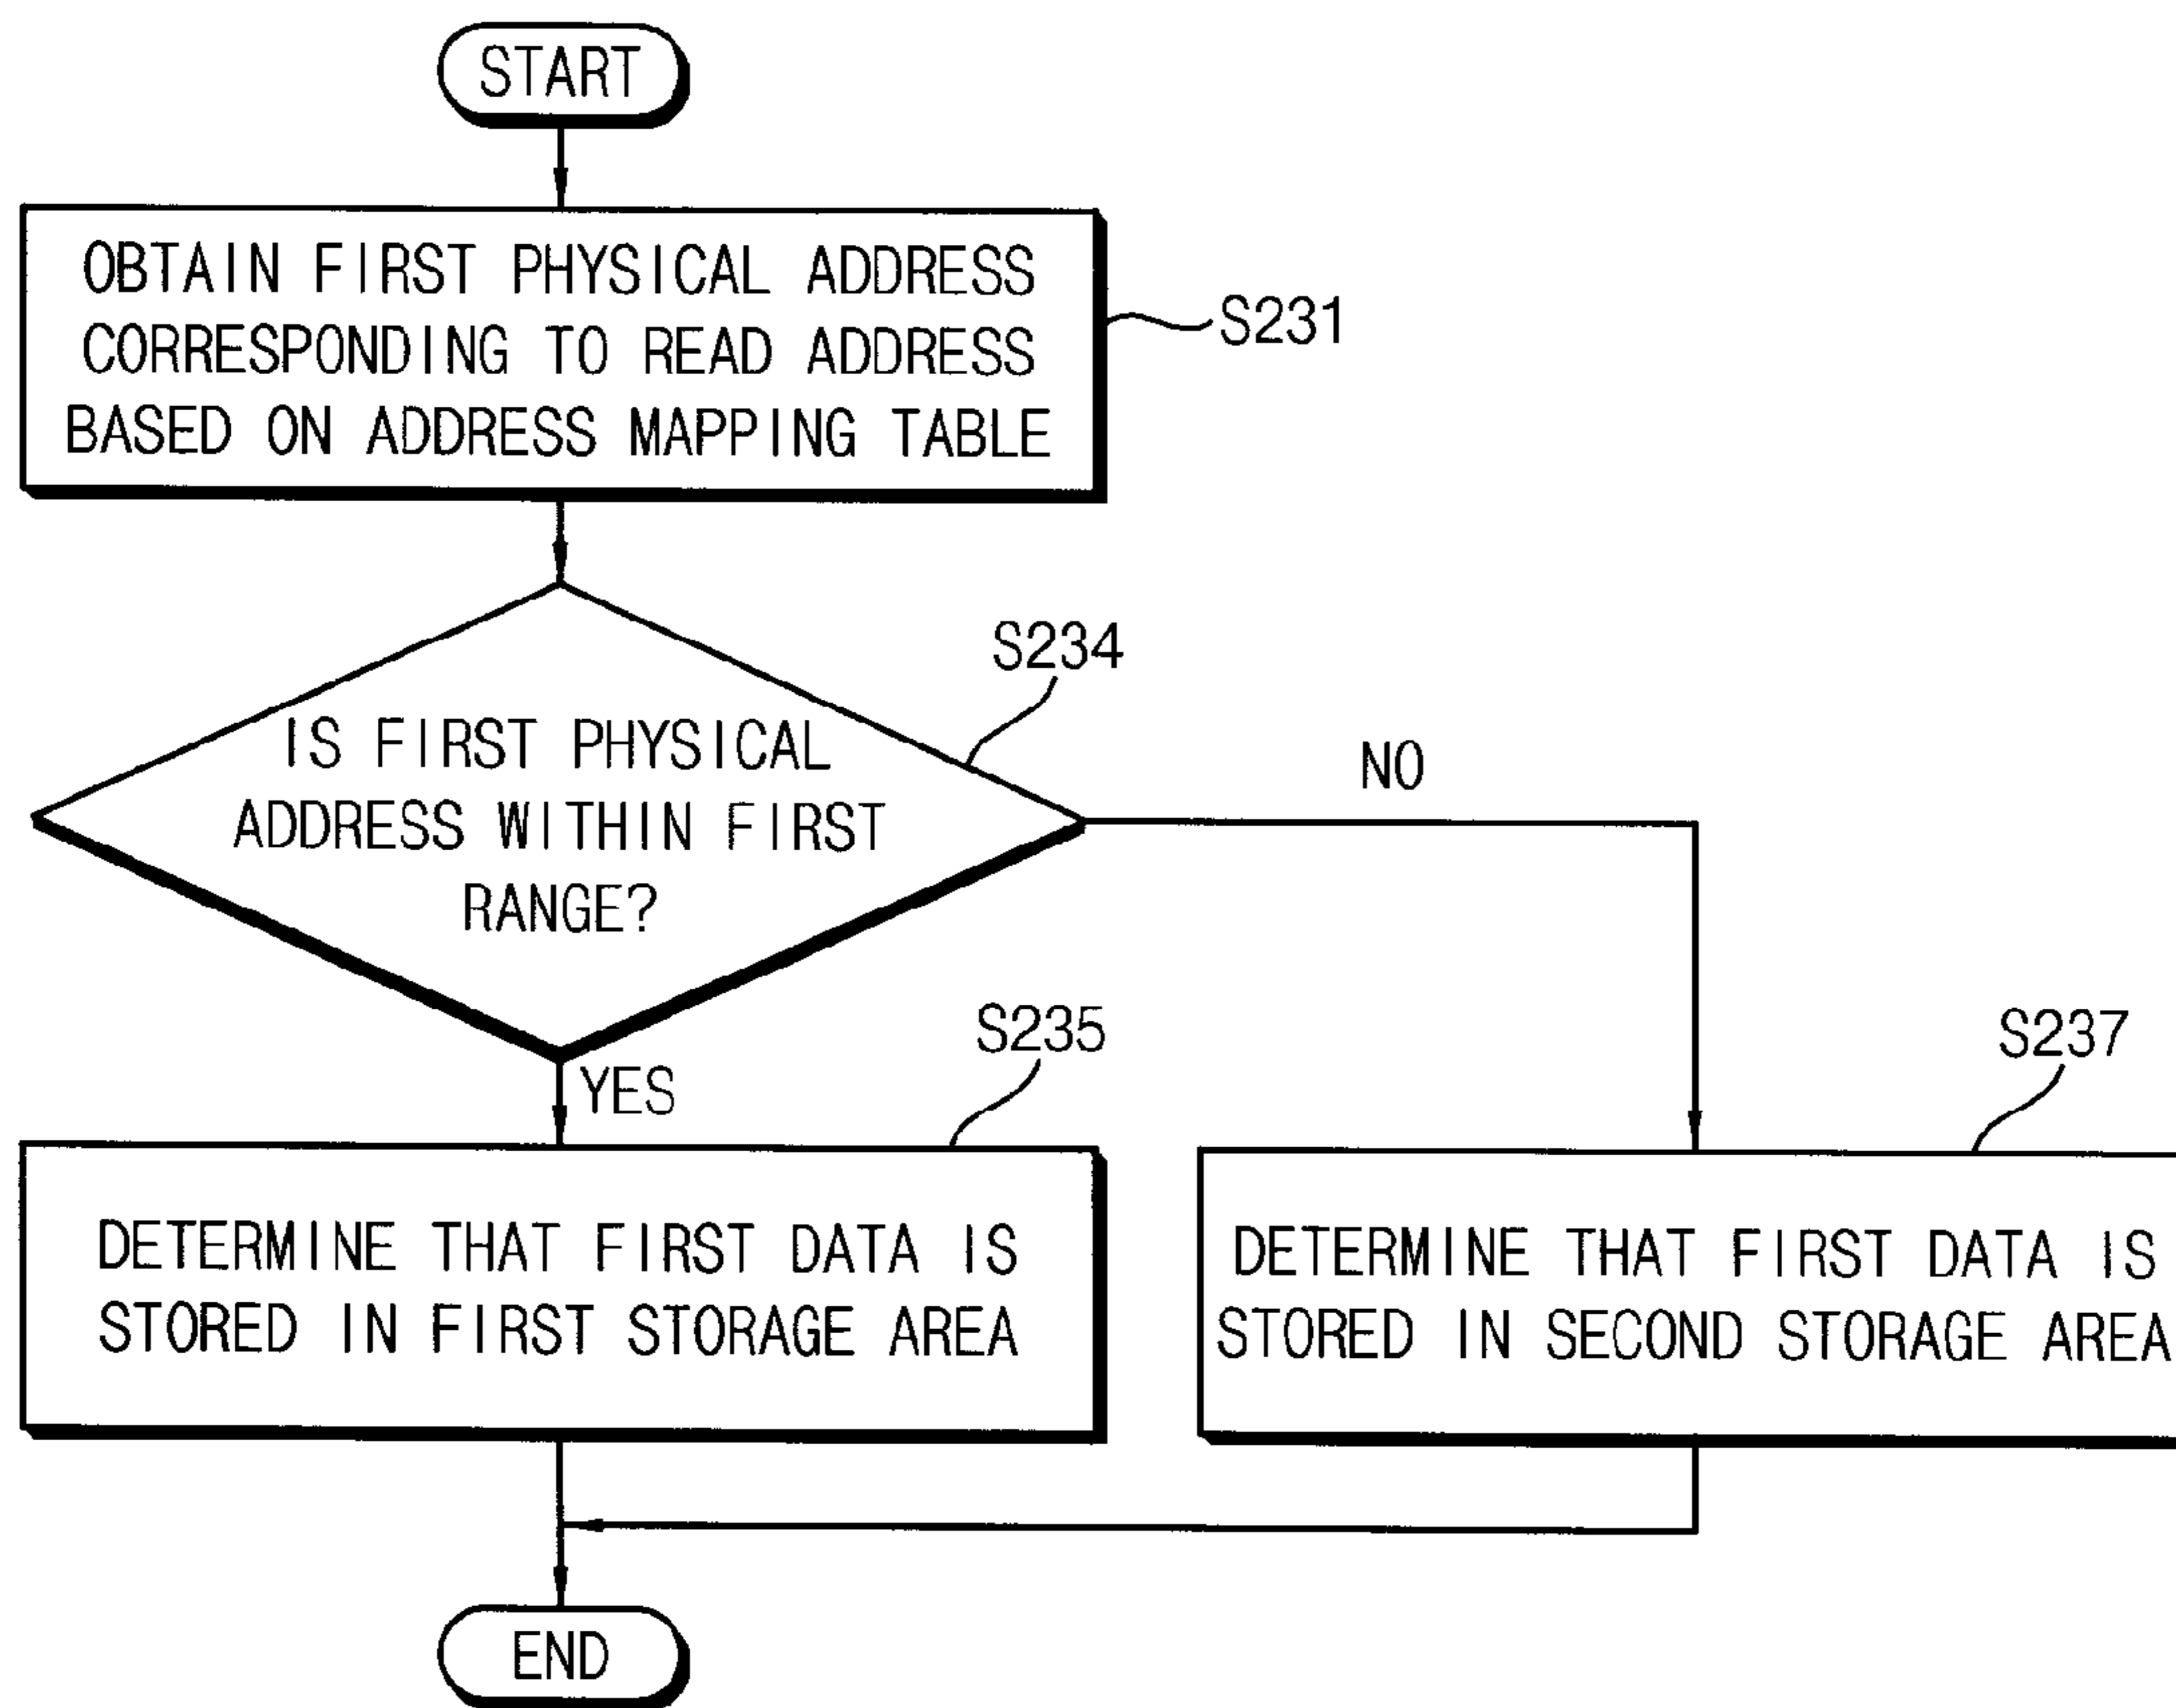 START
OBTAIN FIRST PHYSICAL ADDRESS
CORRESPONDING TO READ ADDRESS
BASED ON ADDRESS MAPPING TABLE
S231
S234
IS FIRST PHYSICAL
ADDRESS WITHIN FIRST
RANGE?
NO
YES
S235
S237
DETERMINE THAT FIRST DATA IS
STORED IN FIRST STORAGE AREA
DETERMINE THAT FIRST DATA IS
STORED IN SECOND STORAGE AREA
END